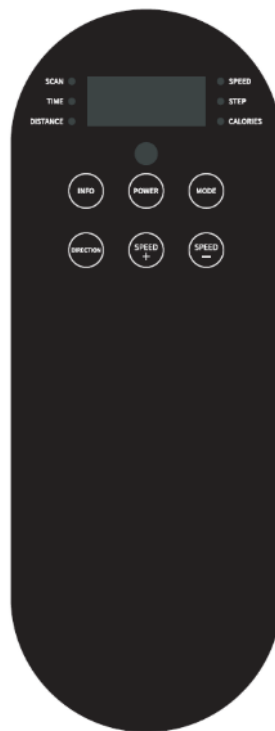 SCAN SPEED
TIME STEP
DISTANCE CALORIES
INFO POWER MODE
DIRECTION SPEED + SPEED −